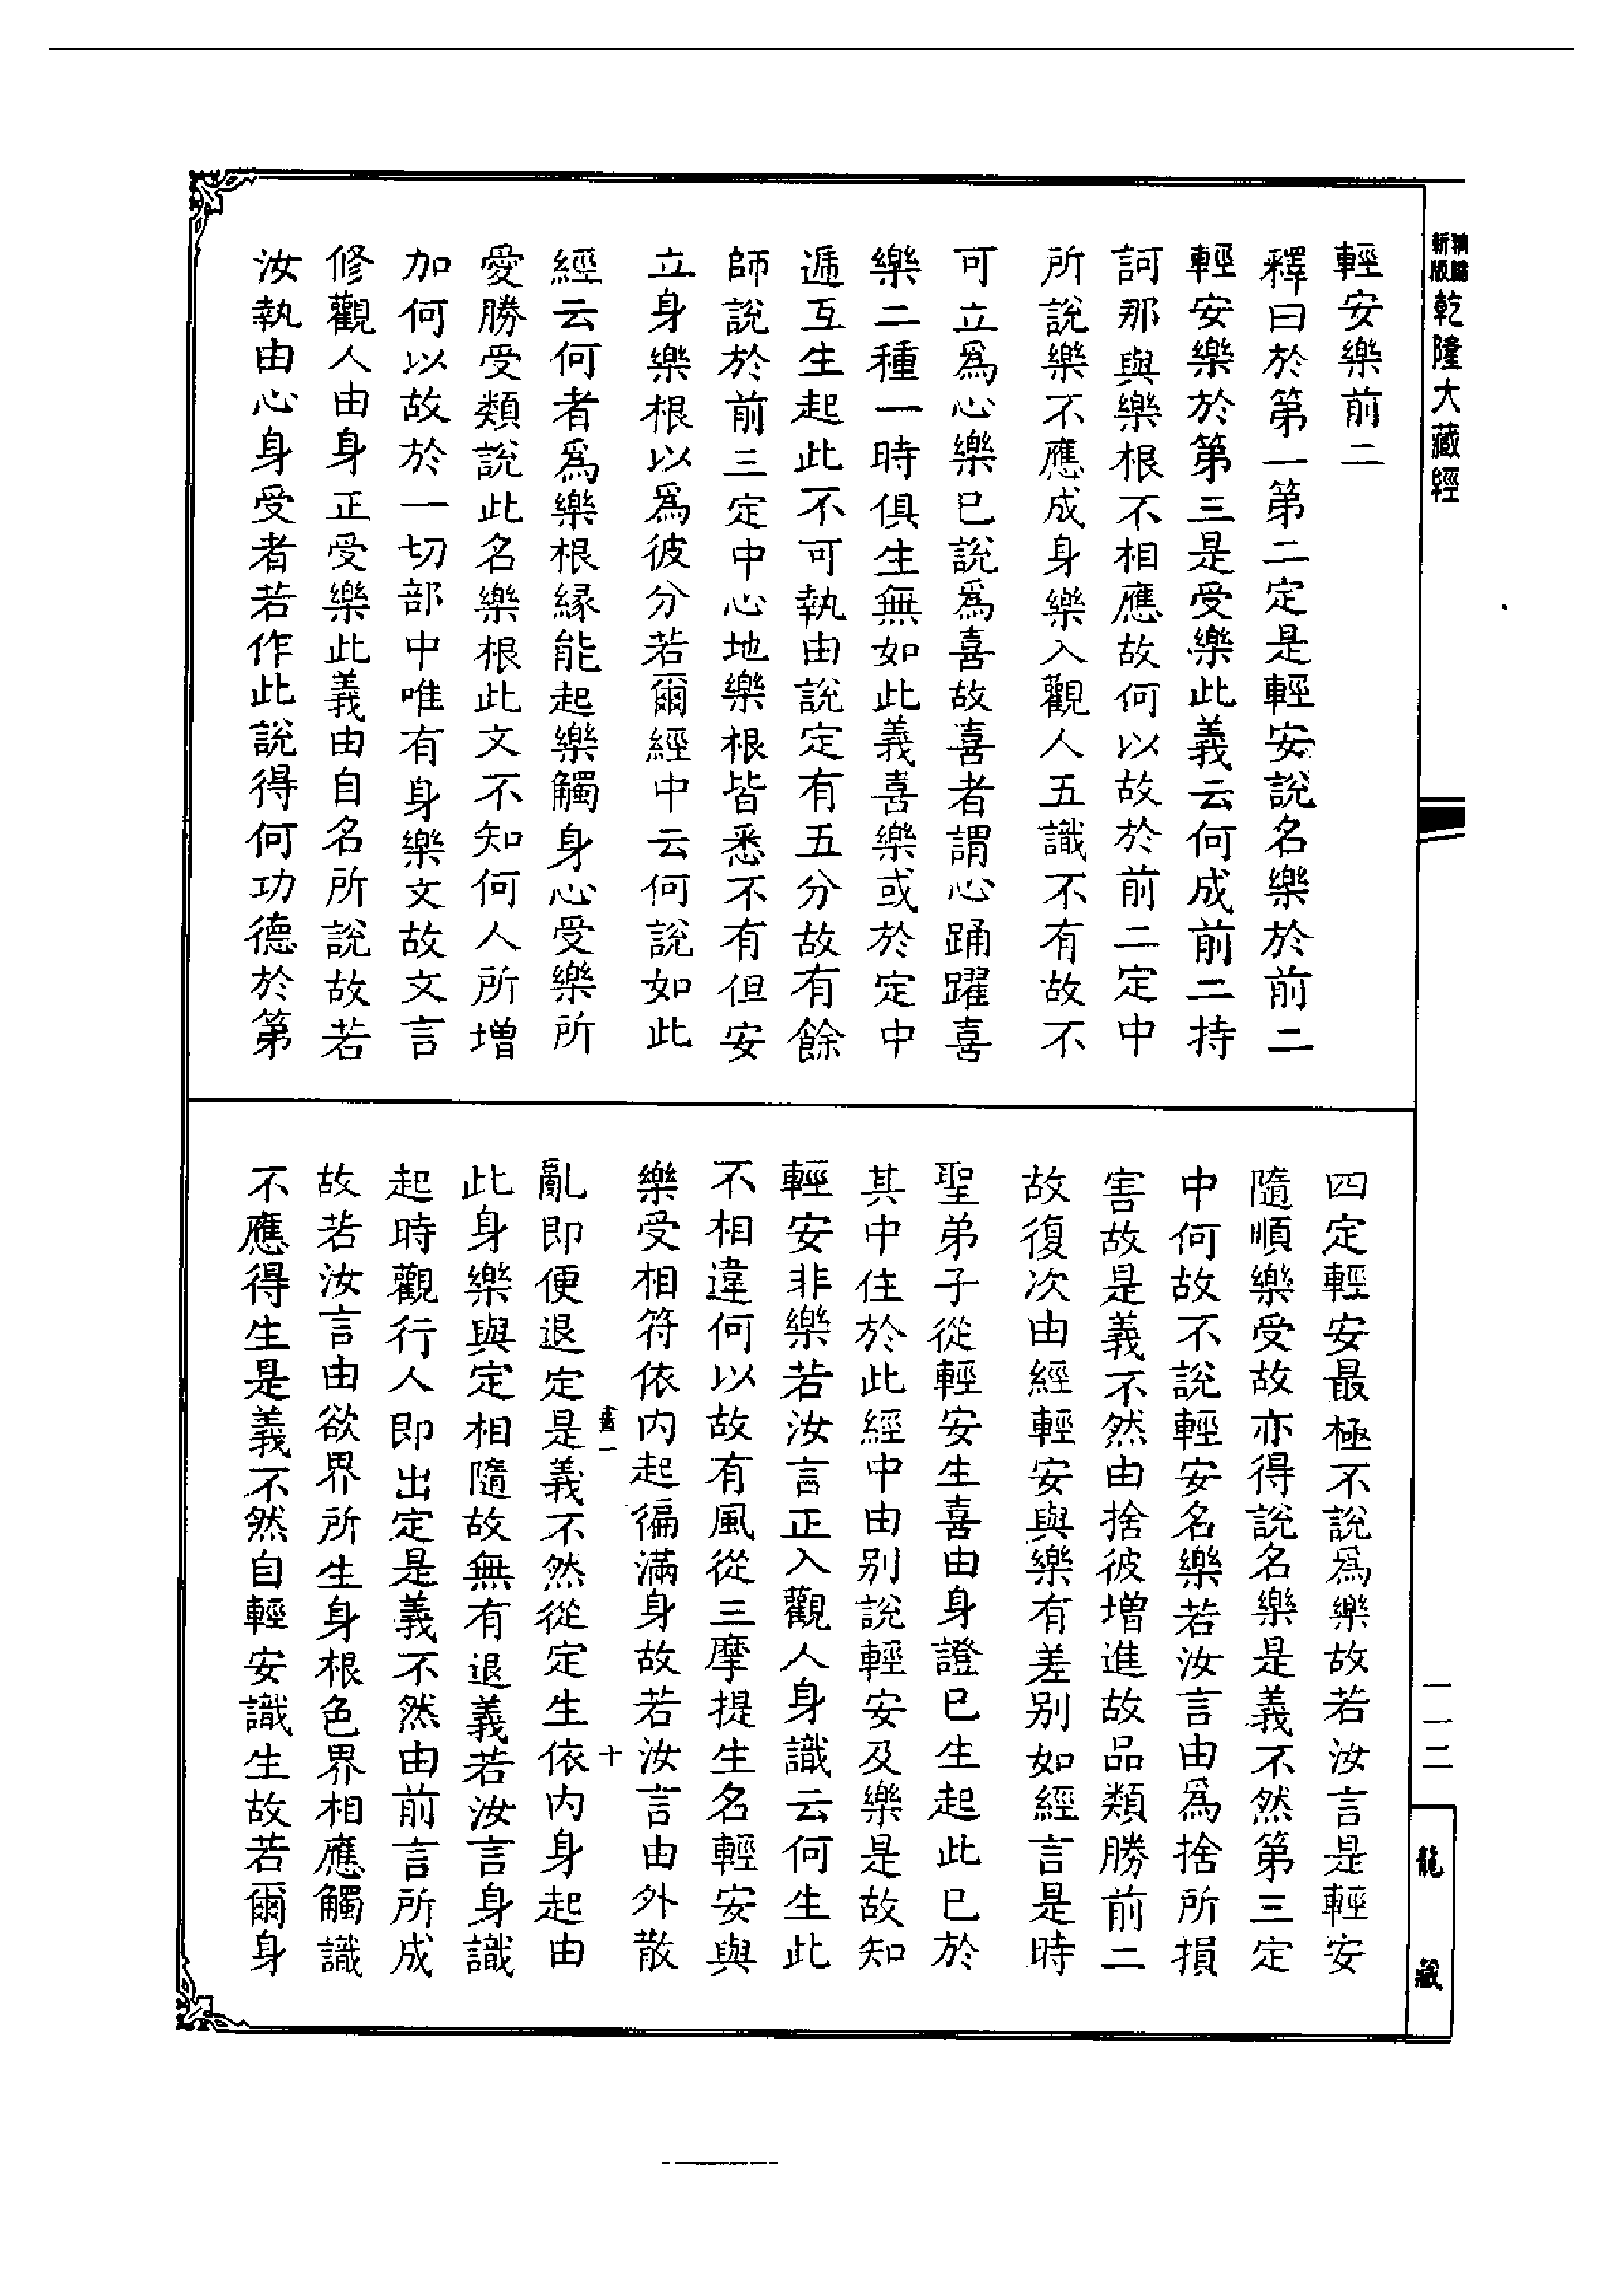 新版
乾隆大藏經
輕安樂前二
釋曰於第一第二定是輕安說名樂於前二
輕安樂於第三是受樂此義云何成前二持
訶那與樂根不相應故何以故於前二定中
所說樂不應成身樂入觀人五識不有故不
可立爲心樂已說爲喜故喜者謂心踊躍喜
樂二種一時俱生無如此義喜樂或於定中
遞互生起此不可執由說定有五分故有餘
師說於前三定中心地樂根皆悉不有但安
立身樂根以爲彼分若爾經中云何說如此
經云何者爲樂根緣能起樂觸身心受樂所
愛勝受類說此名樂根此文不知何人所增
加何以故於一切部中唯有身樂文故文言
修觀人由身正受樂此義由自名所說故若
汝執由心身受者若作此說得何功德於第
四定輕安最極不說爲樂故若汝言是輕安
隨順樂受故亦得說名樂是義不然第三定
中何故不說輕安名樂若汝言由爲捨所損
害故是義不然由捨彼增進故品類勝前二
故復次由經輕安與樂有差別如經言是時
聖弟子從輕安生喜由身證已生起此已於
其中住於此經中由別說輕安及樂是故知
輕安非樂若汝言正入觀人身識云何生此
不相違何以故有風從三摩提生名輕安與
樂受相符依內起徧滿身故若汝言由外散
十
亂即便退定是義不然從定生依內身起由
此身樂與定相隨故無有退義若汝言身識
起時觀行人即出定是義不然由前言所成
故若汝言由欲界所生身根色界相應觸識
不應得生是義不然自輕安識生故若爾身
一一二
龍藏